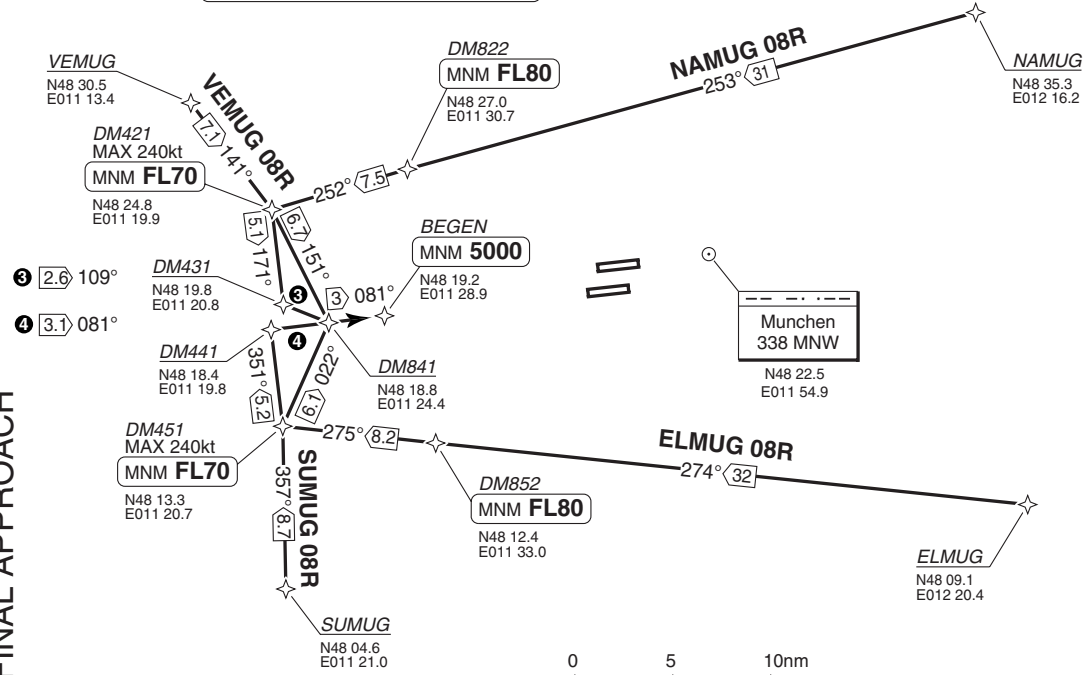 VEMUG
N48 30.5
E011 13.4
VEMUG 08R
7.1 141°
DM822
MNM FL80
N48 27.0
E011 30.7
NAMUG 08R
253° 31
NAMUG
N48 35.3
E012 16.2
DM421
MAX 240kt
MNM FL70
N48 24.8
E011 19.9
252° 7.5
5.1 171°
6.7 151°
BEGEN
MNM 5000
N48 19.2
E011 28.9
3 2.6 109°
4 3.1 081°
DM431
N48 19.8
E011 20.8
3
3 081°
4
Munchen
338 MNW
N48 22.5
E011 54.9
DM441
N48 18.4
E011 19.8
351° 5.2
6.1 022°
DM841
N48 18.8
E011 24.4
DM451
MAX 240kt
MNM FL70
N48 13.3
E011 20.7
275° 8.2
ELMUG 08R
274° 32
DM852
MNM FL80
N48 12.4
E011 33.0
357° 8.7
SUMUG 08R
ELMUG
N48 09.1
E012 20.4
SUMUG
N48 04.6
E011 21.0
0 5 10nm
FINAL APPROACH